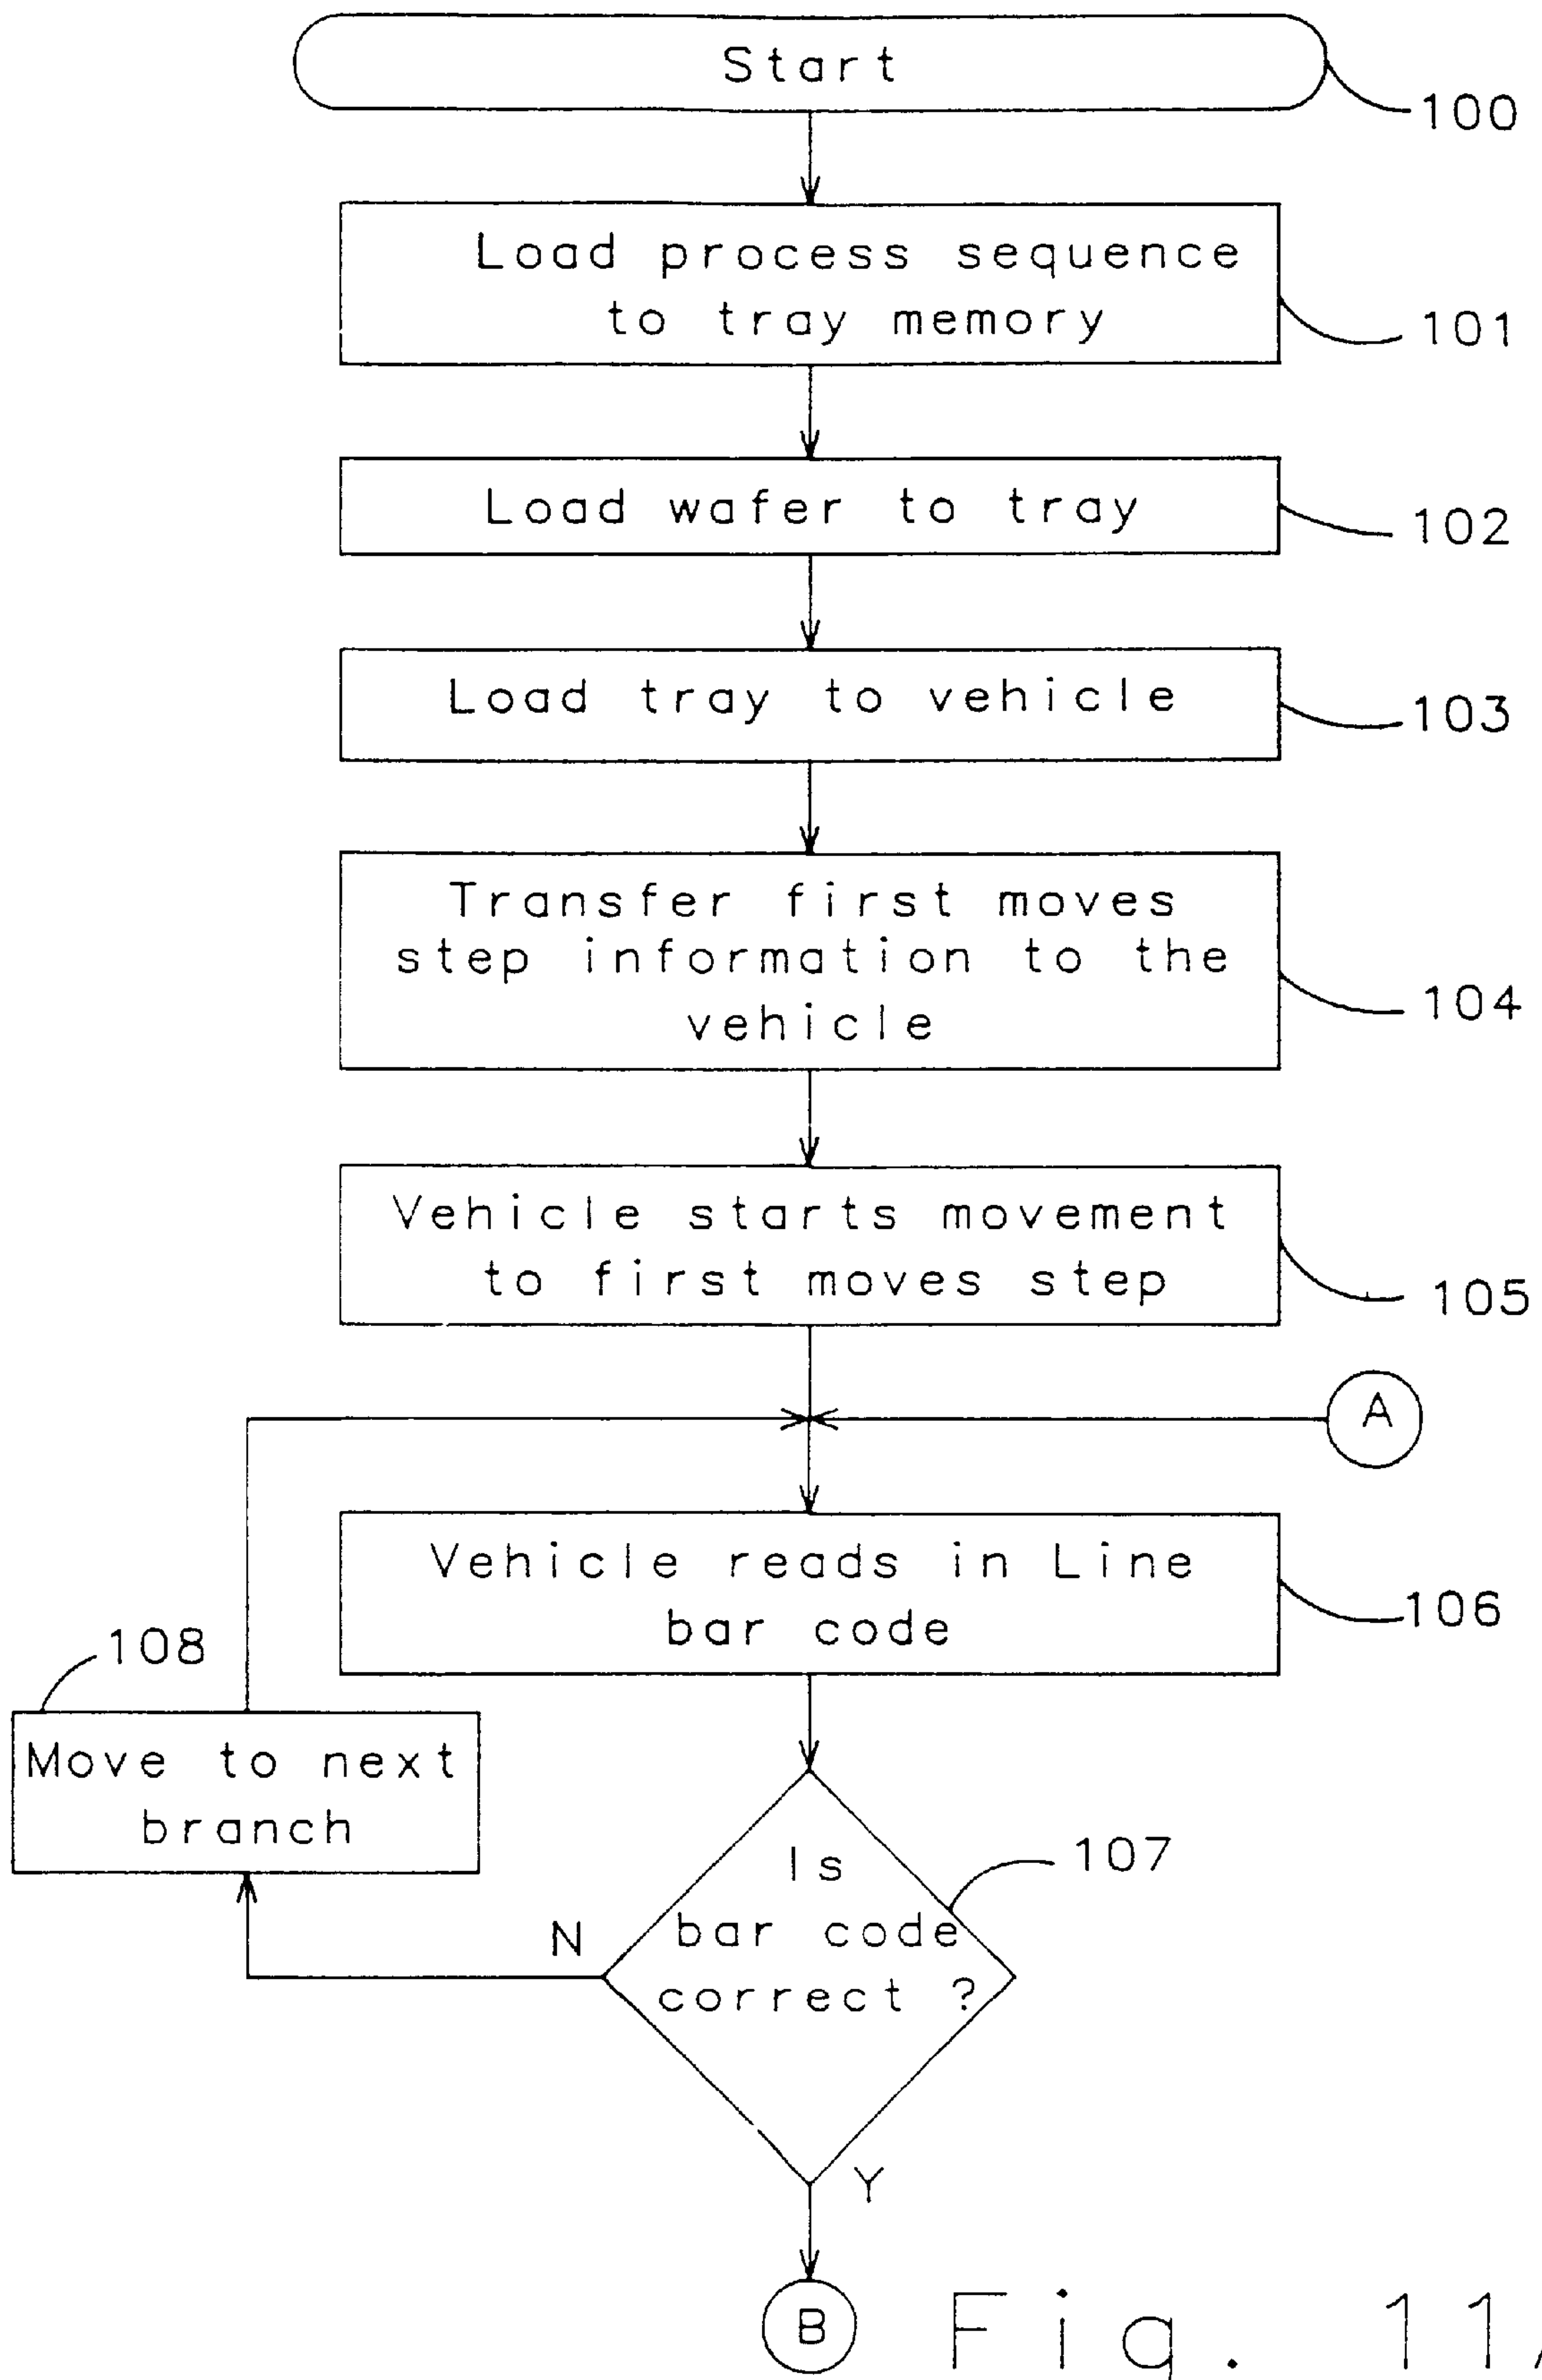 Start
100
Load process sequence
to tray memory
101
Load wafer to tray
102
Load tray to vehicle
103
Transfer first moves
step information to the
vehicle
104
Vehicle starts movement
to first moves step
105
A
Vehicle reads in Line
bar code
106
108
Move to next
branch
Is
bar code
correct ?
107
N
Y
B
Fig. 11